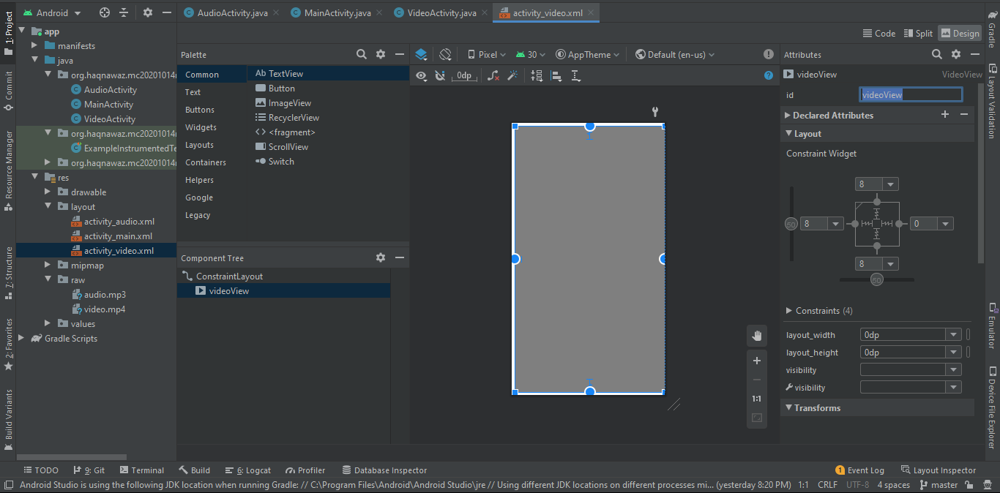 Android
AudioActivity.java
MainActivity.java
VideoActivity.java
activity_video.xml
Code
Split
Design
1: Project
Commit
Resource Manager
7: Structure
2: Favorites
Build Variants
app
manifests
java
org.haqnawaz.mc20201014
AudioActivity
MainActivity
VideoActivity
org.haqnawaz.mc20201014
ExampleInstrumentedTe
org.haqnawaz.mc20201014
res
drawable
layout
activity_audio.xml
activity_main.xml
activity_video.xml
mipmap
raw
audio.mp3
video.mp4
values
Gradle Scripts
Palette
Common
Text
Buttons
Widgets
Layouts
Containers
Helpers
Google
Legacy
Ab TextView
Button
ImageView
RecyclerView
<fragment>
ScrollView
Switch
Component Tree
ConstraintLayout
videoView
Pixel
30
AppTheme
Default (en-us)
0dp
1:1
Attributes
videoView
VideoView
id
videoView
Declared Attributes
Layout
Constraint Widget
8
50
8
0
8
50
Constraints (4)
layout_width
0dp
layout_height
0dp
visibility
visibility
Transforms
Gradle
Layout Validation
Emulator
Device File Explorer
TODO
9: Git
Terminal
Build
6: Logcat
Profiler
Database Inspector
1 Event Log
Layout Inspector
Android Studio is using the following JDK location when running Gradle: // C:\Program Files\Android\Android Studio\jre // Using different JDK locations on different processes mi... (yesterday 8:20 PM)
1:1
CRLF
UTF-8
4 spaces
master